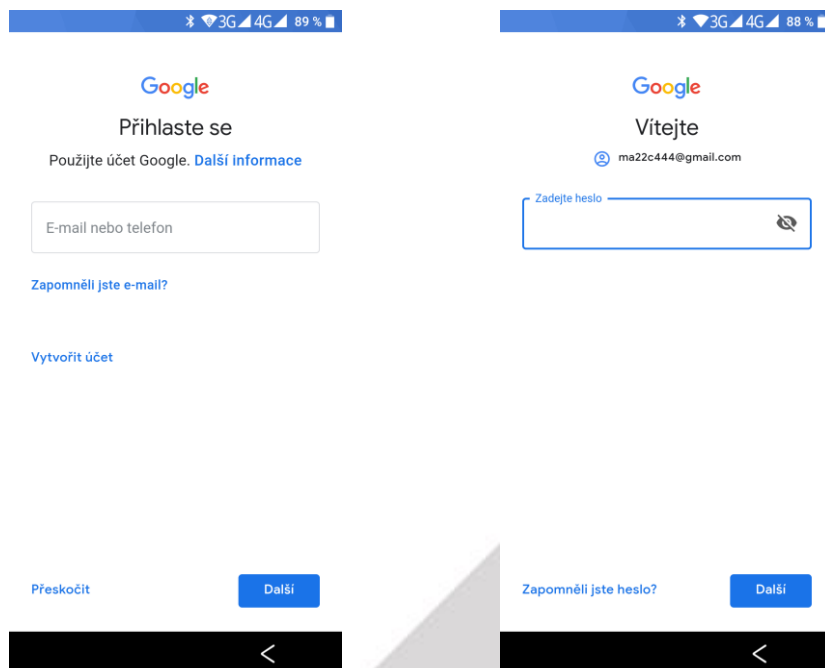 3G 4G 89 %
Google
Přihlaste se
Použijte účet Google. Další informace
E-mail nebo telefon
Zapomněli jste e-mail?
Vytvořit účet
Přeskočit
Další
3G 4G 88 %
Google
Vítejte
ma22c444@gmail.com
Zadejte heslo
Zapomněli jste heslo?
Další